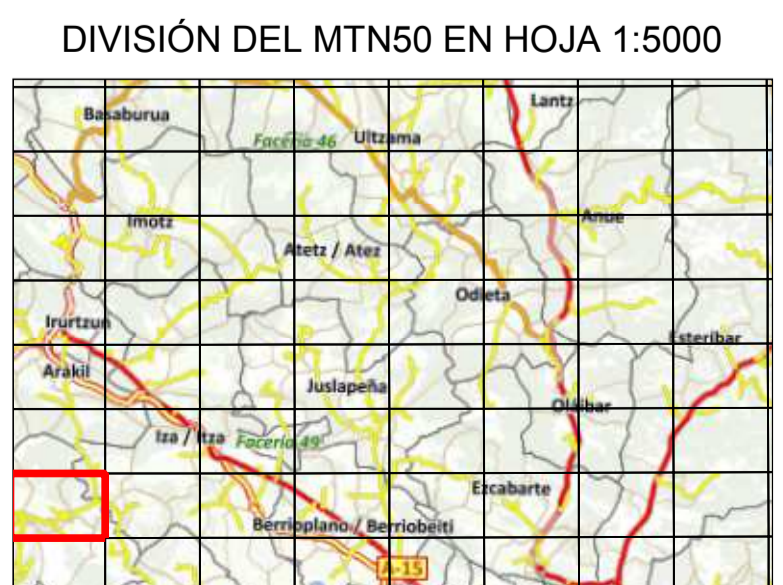 DIVISIÓN DEL MTN50 EN HOJA 1:5000
Lantz
Basaburua
Facería 46 Ultzama
Imotz
Anue
Atetz / Atez
Odieta
Irurtzun
Esteribar
Arakil
Juslapeña
Oláibar
Iza / Itza Facería 49
Ezcabarte
Berrioplano / Berriobeiti
A-15